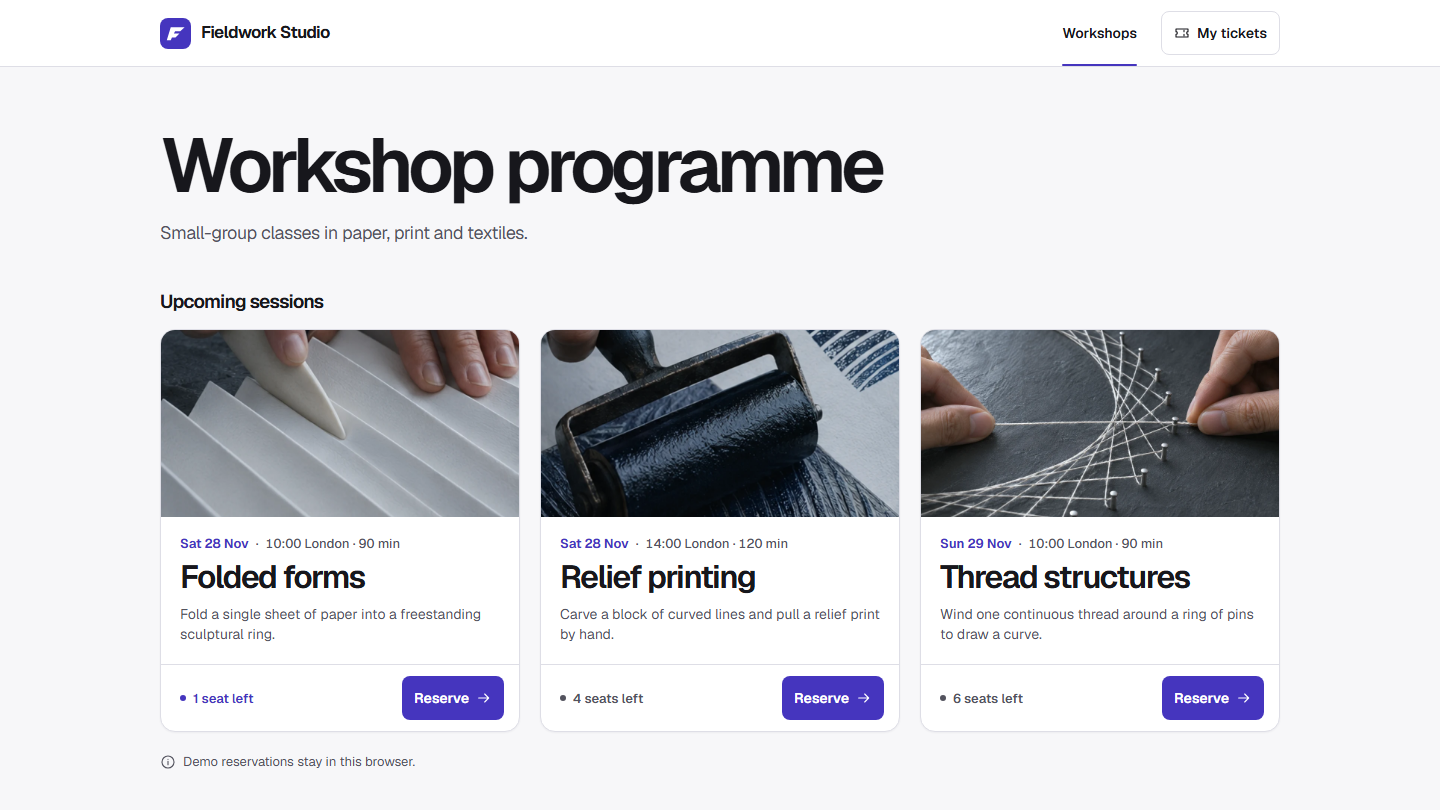 Fieldwork Studio
Workshops
My tickets
Workshop programme
Small-group classes in paper, print and textiles.
Upcoming sessions
Sat 28 Nov · 10:00 London · 90 min
Folded forms
Fold a single sheet of paper into a freestanding
sculptural ring.
1 seat left
Reserve →
Sat 28 Nov · 14:00 London · 120 min
Relief printing
Carve a block of curved lines and pull a relief print
by hand.
4 seats left
Reserve →
Sun 29 Nov · 10:00 London · 90 min
Thread structures
Wind one continuous thread around a ring of pins
to draw a curve.
6 seats left
Reserve →
Demo reservations stay in this browser.